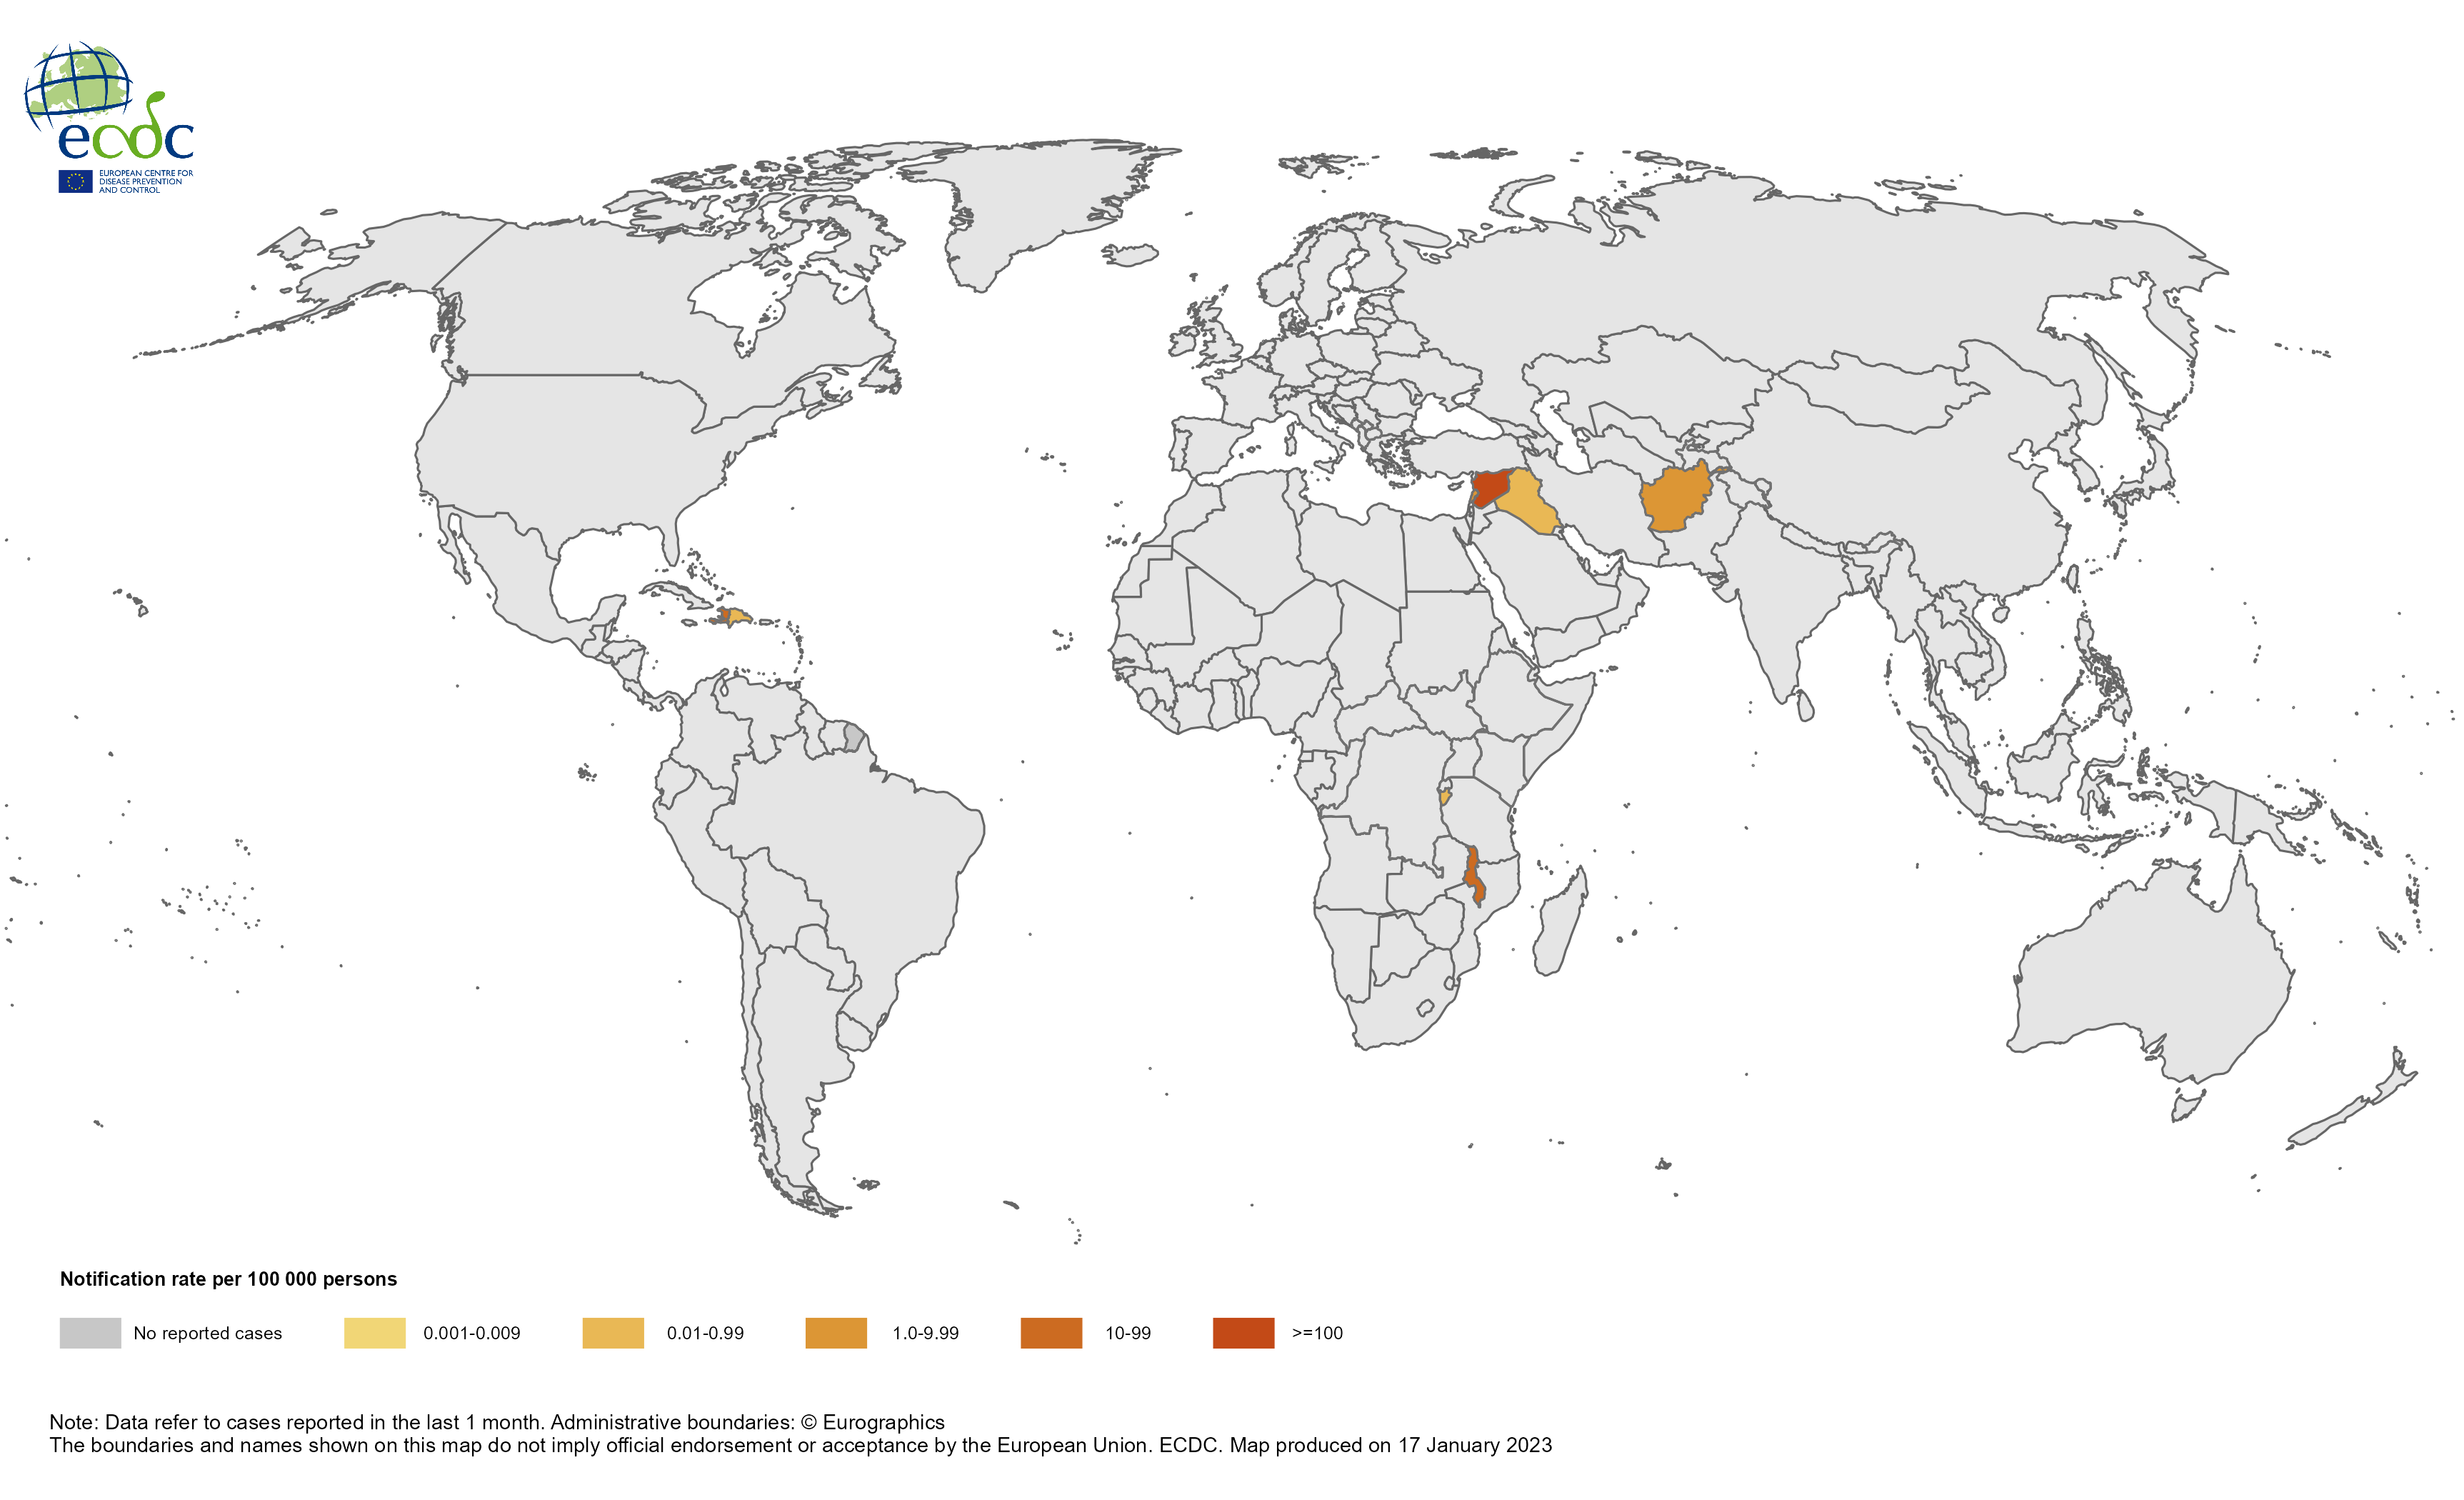 ecdc
EUROPEAN CENTRE FOR
DISEASE PREVENTION
AND CONTROL
Notification rate per 100 000 persons
No reported cases
0.001-0.009
0.01-0.99
1.0-9.99
10-99
>=100
Note: Data refer to cases reported in the last 1 month. Administrative boundaries: © Eurographics
The boundaries and names shown on this map do not imply official endorsement or acceptance by the European Union. ECDC. Map produced on 17 January 2023